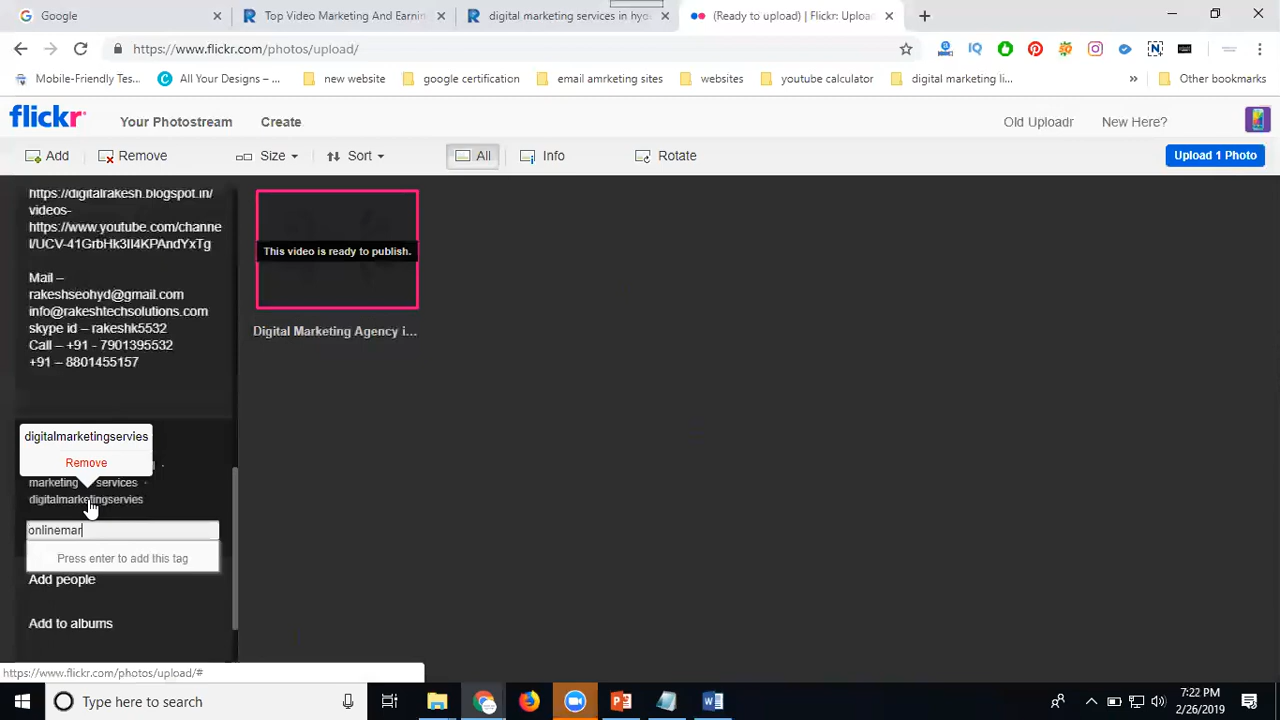 Google
Top Video Marketing And Earnin
digital marketing services in hyd
(Ready to upload) | Flickr: Uploa
https://www.flickr.com/photos/upload/
Mobile-Friendly Tes...
All Your Designs – ...
new website
google certification
email amrketing sites
websites
youtube calculator
digital marketing li...
»
Other bookmarks
flickr
Your Photostream
Create
Old Uploadr
New Here?
Add
Remove
Size
Sort
All
Info
Rotate
Upload 1 Photo
https://digitalrakesh.blogspot.in/
videos-
https://www.youtube.com/channe
l/UCV-41GrbHk3Il4KPAndYxTg
Mail –
rakeshseohyd@gmail.com
info@rakeshtechsolutions.com
skype id – rakeshk5532
Call – +91 - 7901395532
+91 – 8801455157
This video is ready to publish.
Digital Marketing Agency i...
digitalmarketingservies
Remove
marketing
services
digitalmarketingservies
onlinemar
Press enter to add this tag
Add people
Add to albums
https://www.flickr.com/photos/upload/#
Type here to search
7:22 PM
2/26/2019